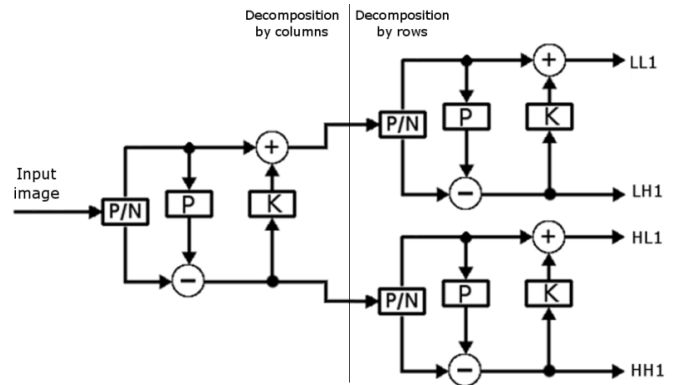 Decomposition
by columns
Decomposition
by rows
Input
image
P/N
P
K
+
−
P/N
P
K
+
−
LL1
LH1
P/N
P
K
+
−
HL1
HH1